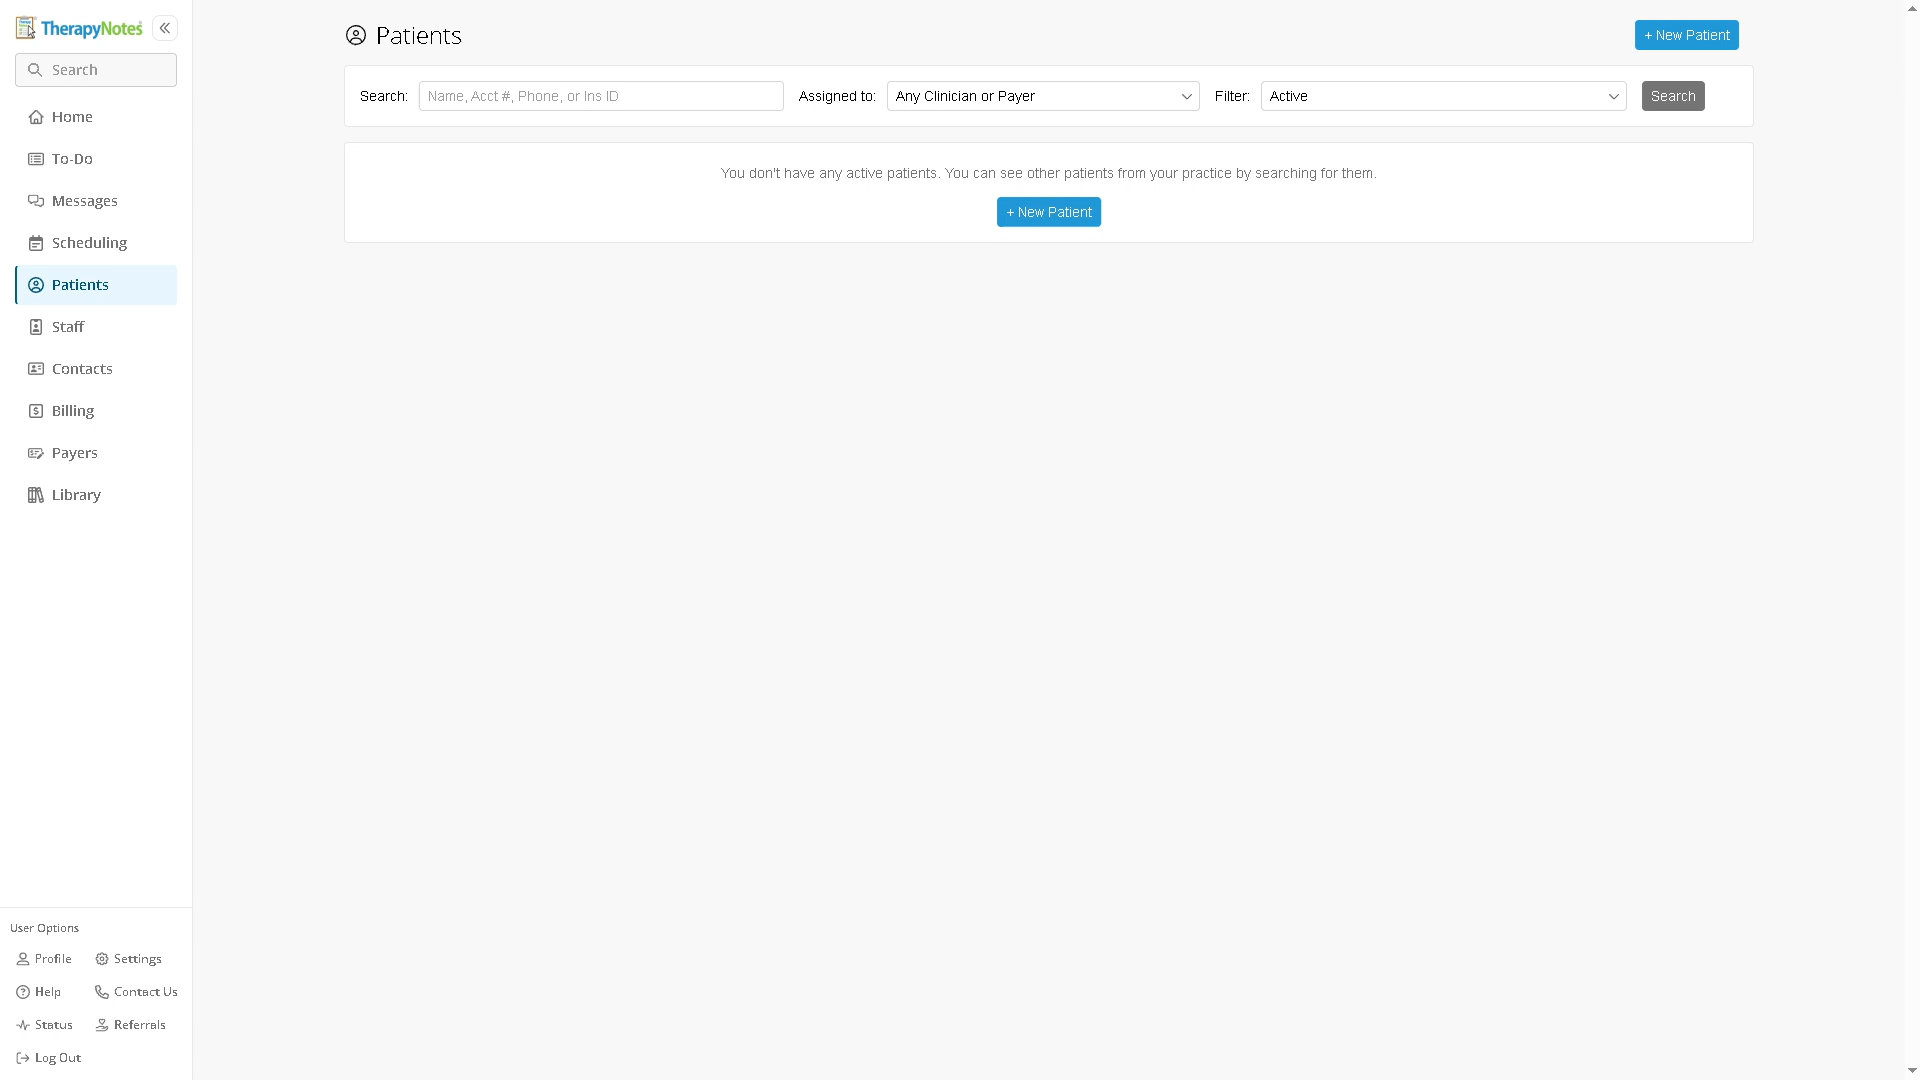 TherapyNotes
Search
Home
To-Do
Messages
Scheduling
Patients
Staff
Contacts
Billing
Payers
Library
User Options
Profile Settings
Help Contact Us
Status Referrals
Log Out
Patients
+ New Patient
Search: Name, Acct #, Phone, or Ins ID Assigned to: Any Clinician or Payer Filter: Active Search
You don't have any active patients. You can see other patients from your practice by searching for them.
+ New Patient